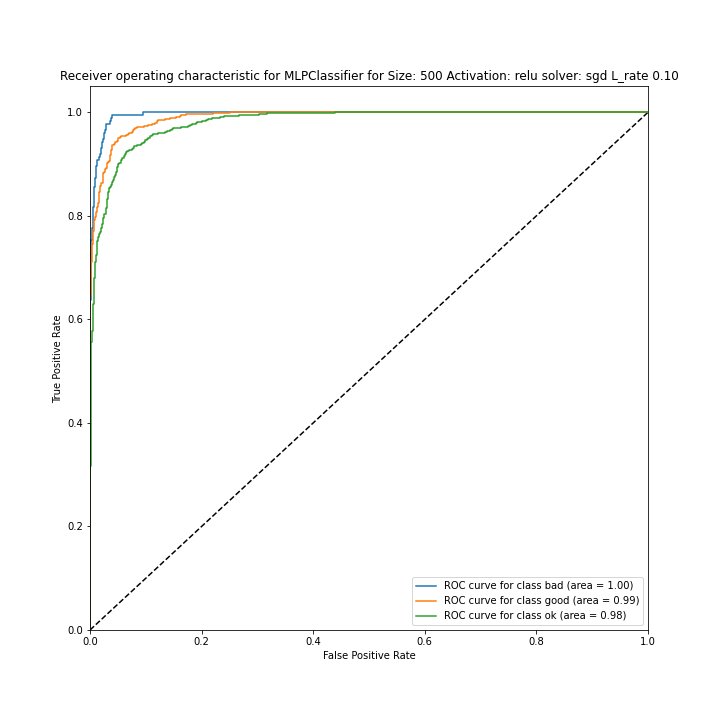 Receiver operating characteristic for MLPClassifier for Size: 500 Activation: relu solver: sgd L_rate 0.10
True Positive Rate
1.0
0.8
0.6
0.4
0.2
0.0
ROC curve for class bad (area = 1.00)
ROC curve for class good (area = 0.99)
ROC curve for class ok (area = 0.98)
0.0 0.2 0.4 0.6 0.8 1.0
False Positive Rate